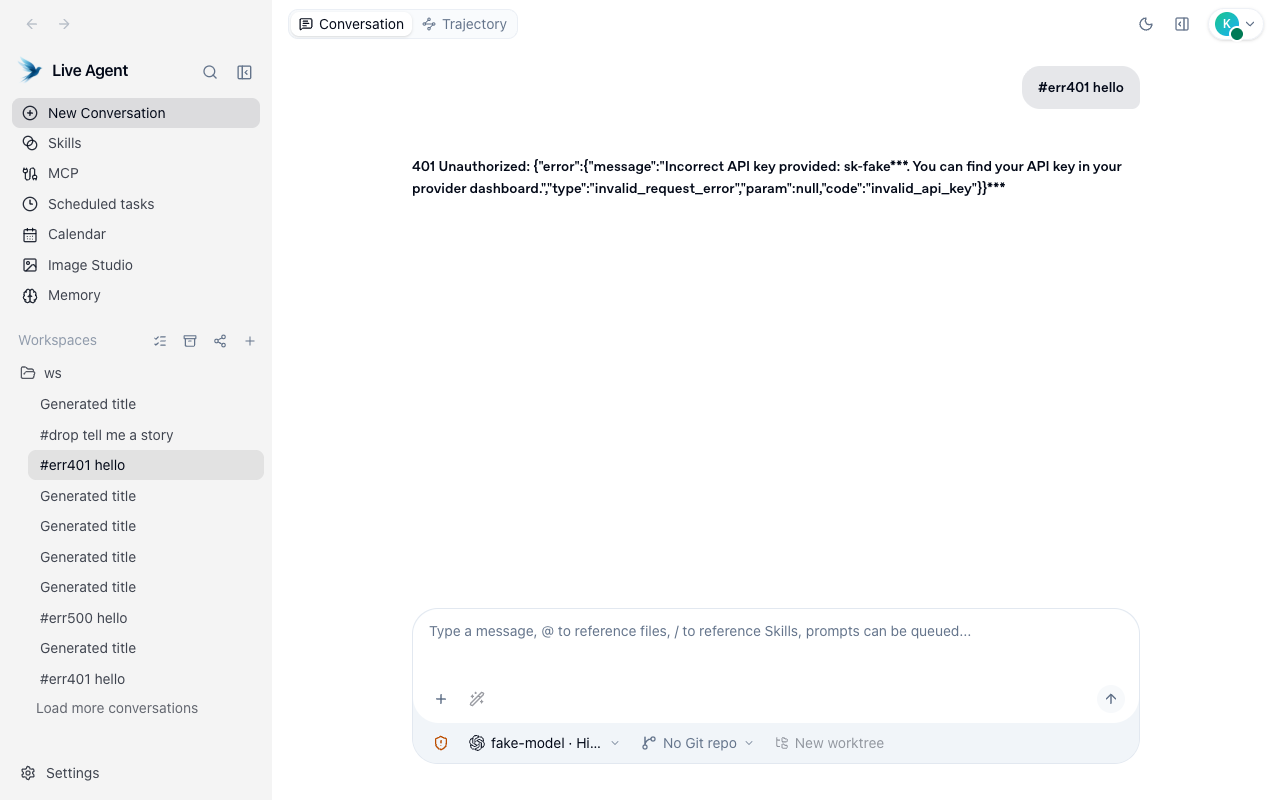 Conversation
Trajectory
K
Live Agent
New Conversation
Skills
MCP
Scheduled tasks
Calendar
Image Studio
Memory
Workspaces
ws
Generated title
#drop tell me a story
#err401 hello
Generated title
Generated title
Generated title
Generated title
#err500 hello
Generated title
#err401 hello
Load more conversations
Settings
#err401 hello
401 Unauthorized: {"error":{"message":"Incorrect API key provided: sk-fake***. You can find your API key in your
provider dashboard.","type":"invalid_request_error","param":null,"code":"invalid_api_key"}}***
Type a message, @ to reference files, / to reference Skills, prompts can be queued...
fake-model · Hi...
No Git repo
New worktree